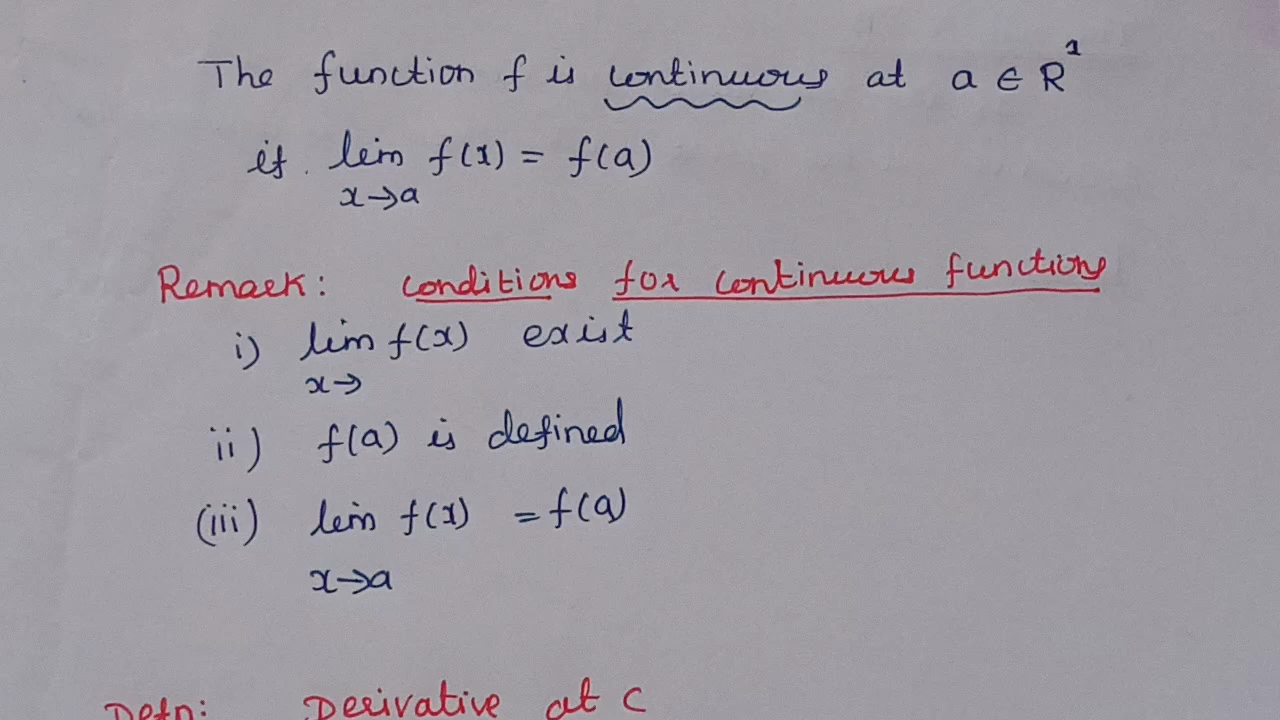 The function f is continuous at a ∈ R¹
if. lim f(x) = f(a)
x→a
Remark: conditions for continuous functions
i) lim f(x) exist
x→
ii) f(a) is defined
(iii) lim f(x) = f(a)
x→a
Defn: Derivative at c